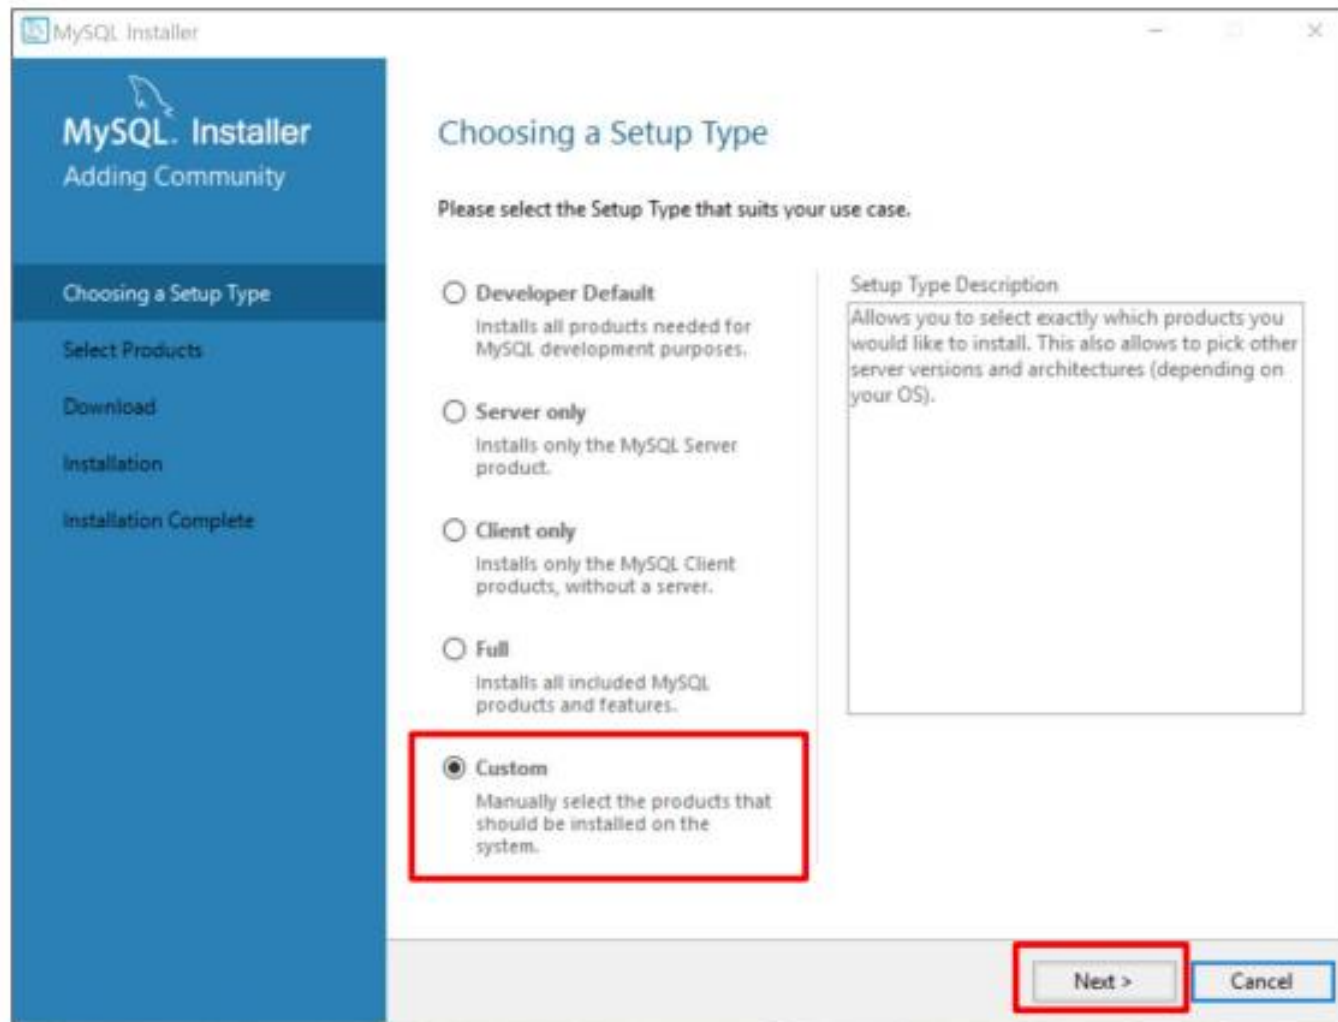 MySQL Installer
MySQL. Installer
Adding Community
Choosing a Setup Type
Select Products
Download
Installation
Installation Complete
Choosing a Setup Type
Please select the Setup Type that suits your use case.
Developer Default
Installs all products needed for
MySQL development purposes.
Server only
Installs only the MySQL Server
product.
Client only
Installs only the MySQL Client
products, without a server.
Full
Installs all included MySQL
products and features.
Custom
Manually select the products that
should be installed on the
system.
Setup Type Description
Allows you to select exactly which products you
would like to install. This also allows to pick other
server versions and architectures (depending on
your OS).
Next >
Cancel